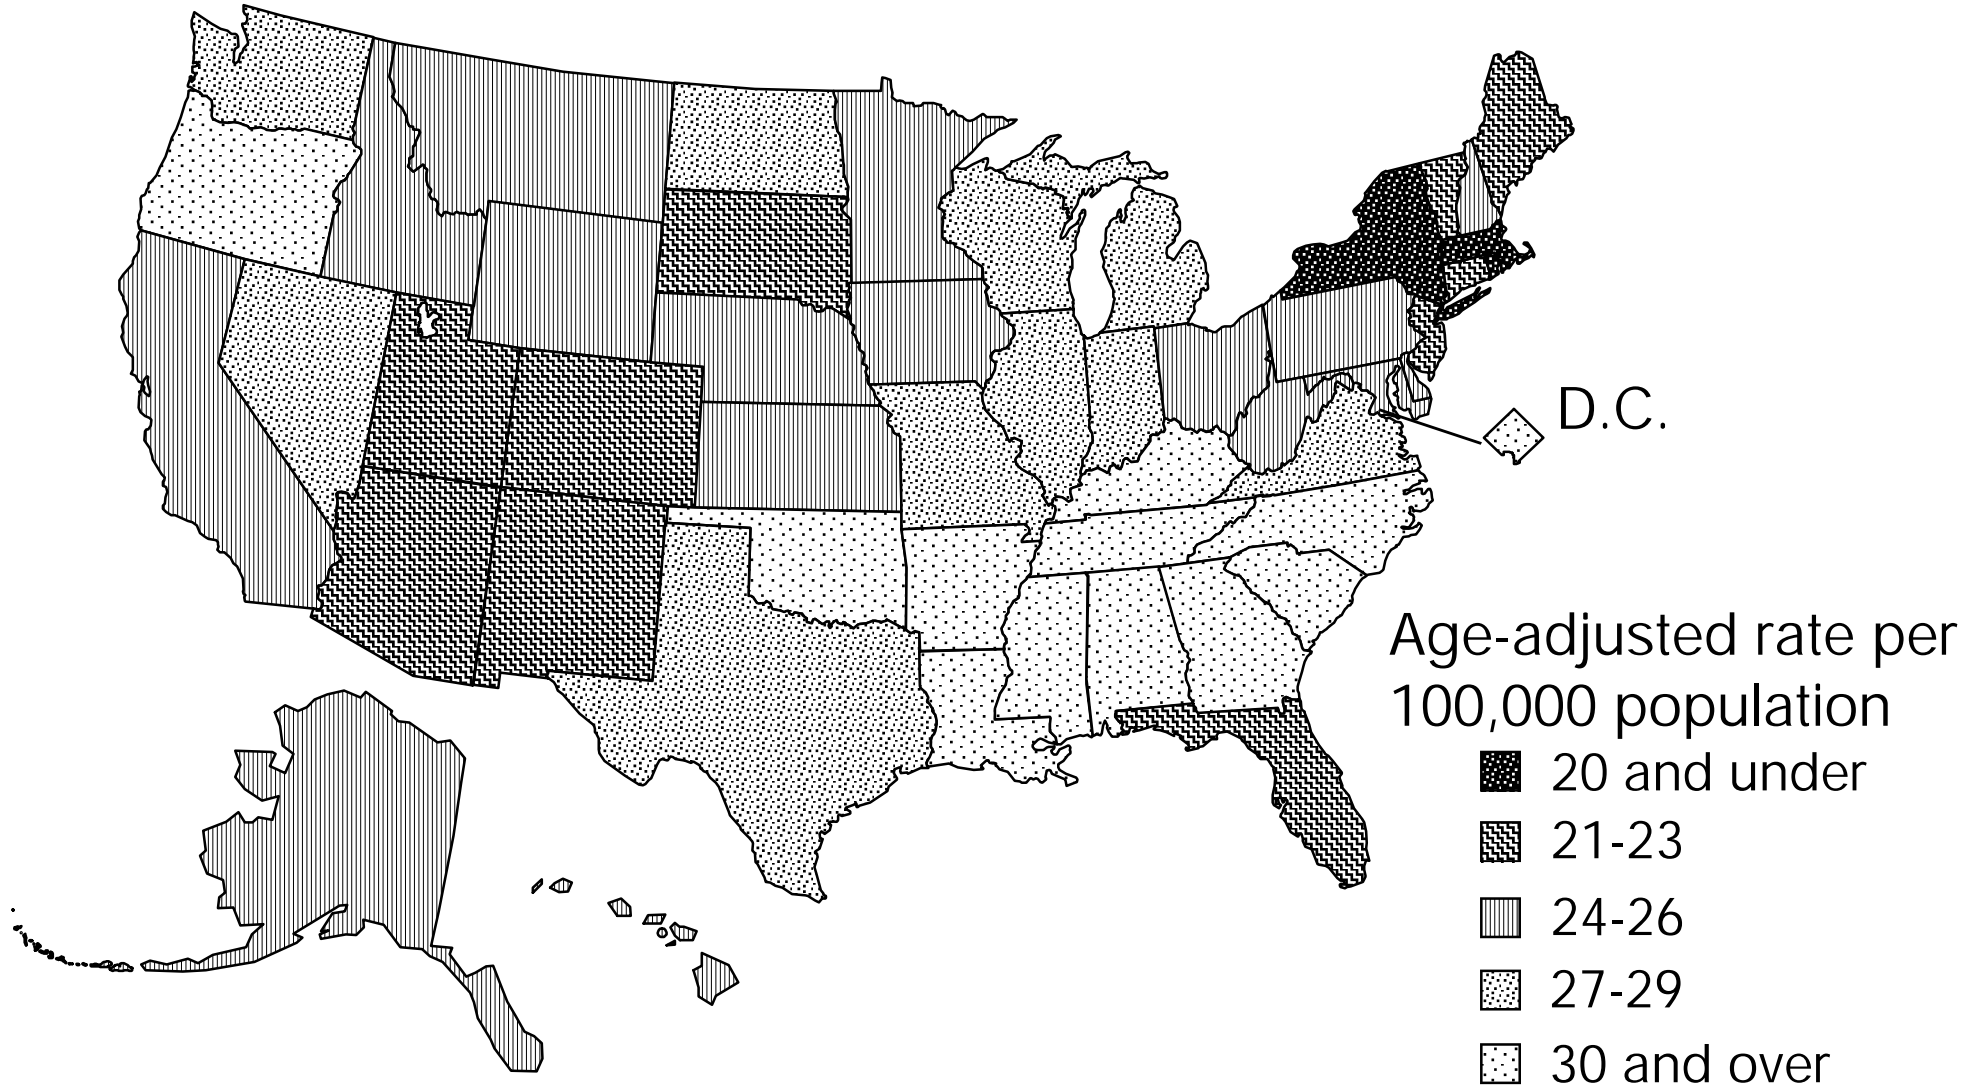 D.C.
Age-adjusted rate per
100,000 population
20 and under
21-23
24-26
27-29
30 and over